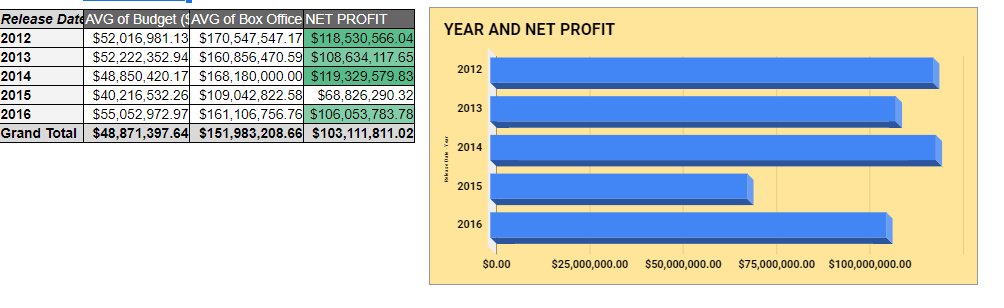 Release Date AVG of Budget ($ AVG of Box Office NET PROFIT
2012 $52,016,981.13 $170,547,547.17 $118,530,566.04
2013 $52,222,352.94 $160,856,470.59 $108,634,117.65
2014 $48,850,420.17 $168,180,000.00 $119,329,579.83
2015 $40,216,532.26 $109,042,822.58 $68,826,290.32
2016 $55,052,972.97 $161,106,756.76 $106,053,783.78
Grand Total $48,871,397.64 $151,983,208.66 $103,111,811.02
YEAR AND NET PROFIT
Release Date - Year
2012
2013
2014
2015
2016
$0.00 $25,000,000.00 $50,000,000.00 $75,000,000.00 $100,000,000.00